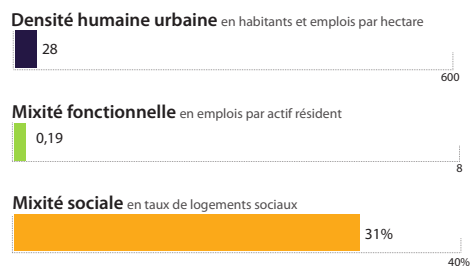 Densité humaine urbaine en habitants et emplois par hectare
28
600
Mixité fonctionnelle en emplois par actif résident
0,19
8
Mixité sociale en taux de logements sociaux
31%
40%